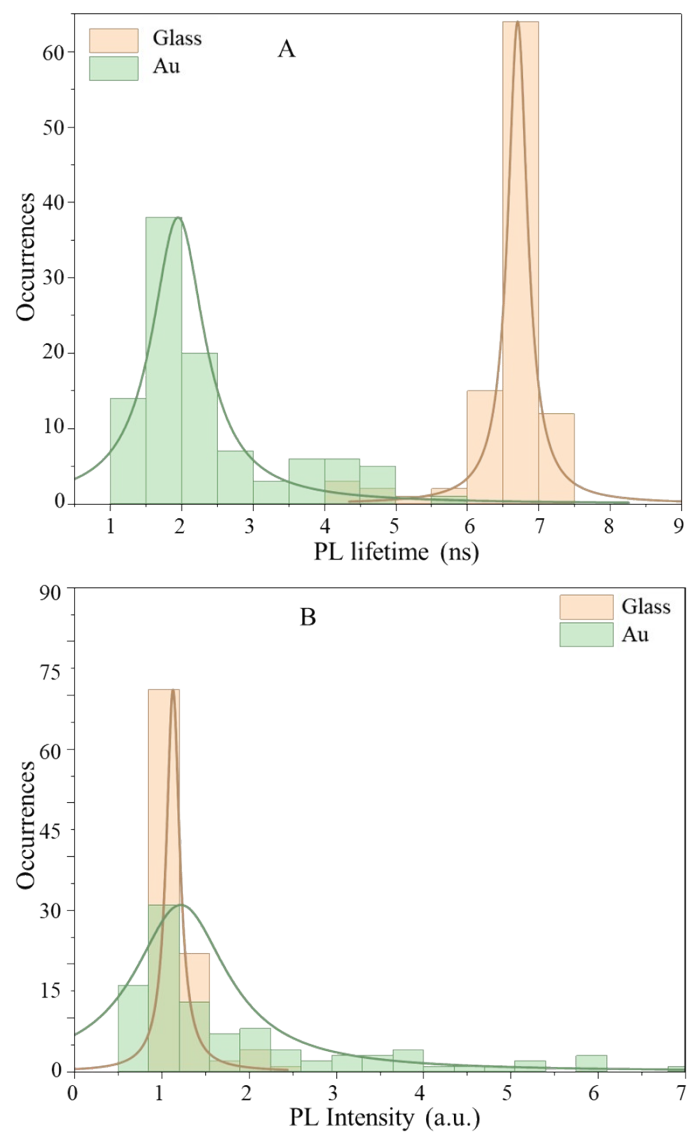 A
Glass
Au
60
50
40
30
20
10
0
Occurrences
1 2 3 4 5 6 7 8 9
PL lifetime (ns)
B
Glass
Au
90
75
60
45
30
15
0
Occurrences
0 1 2 3 4 5 6 7
PL Intensity (a.u.)